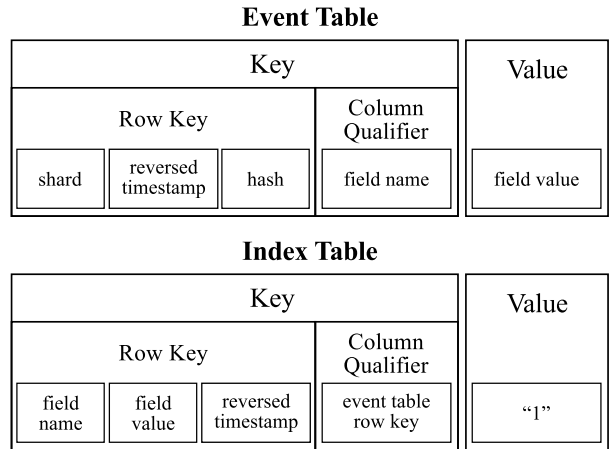 Event Table
Key
Value
Row Key
Column
Qualifier
shard
reversed
timestamp
hash
field name
field value
Index Table
Key
Value
Row Key
Column
Qualifier
field
name
field
value
reversed
timestamp
event table
row key
“1”